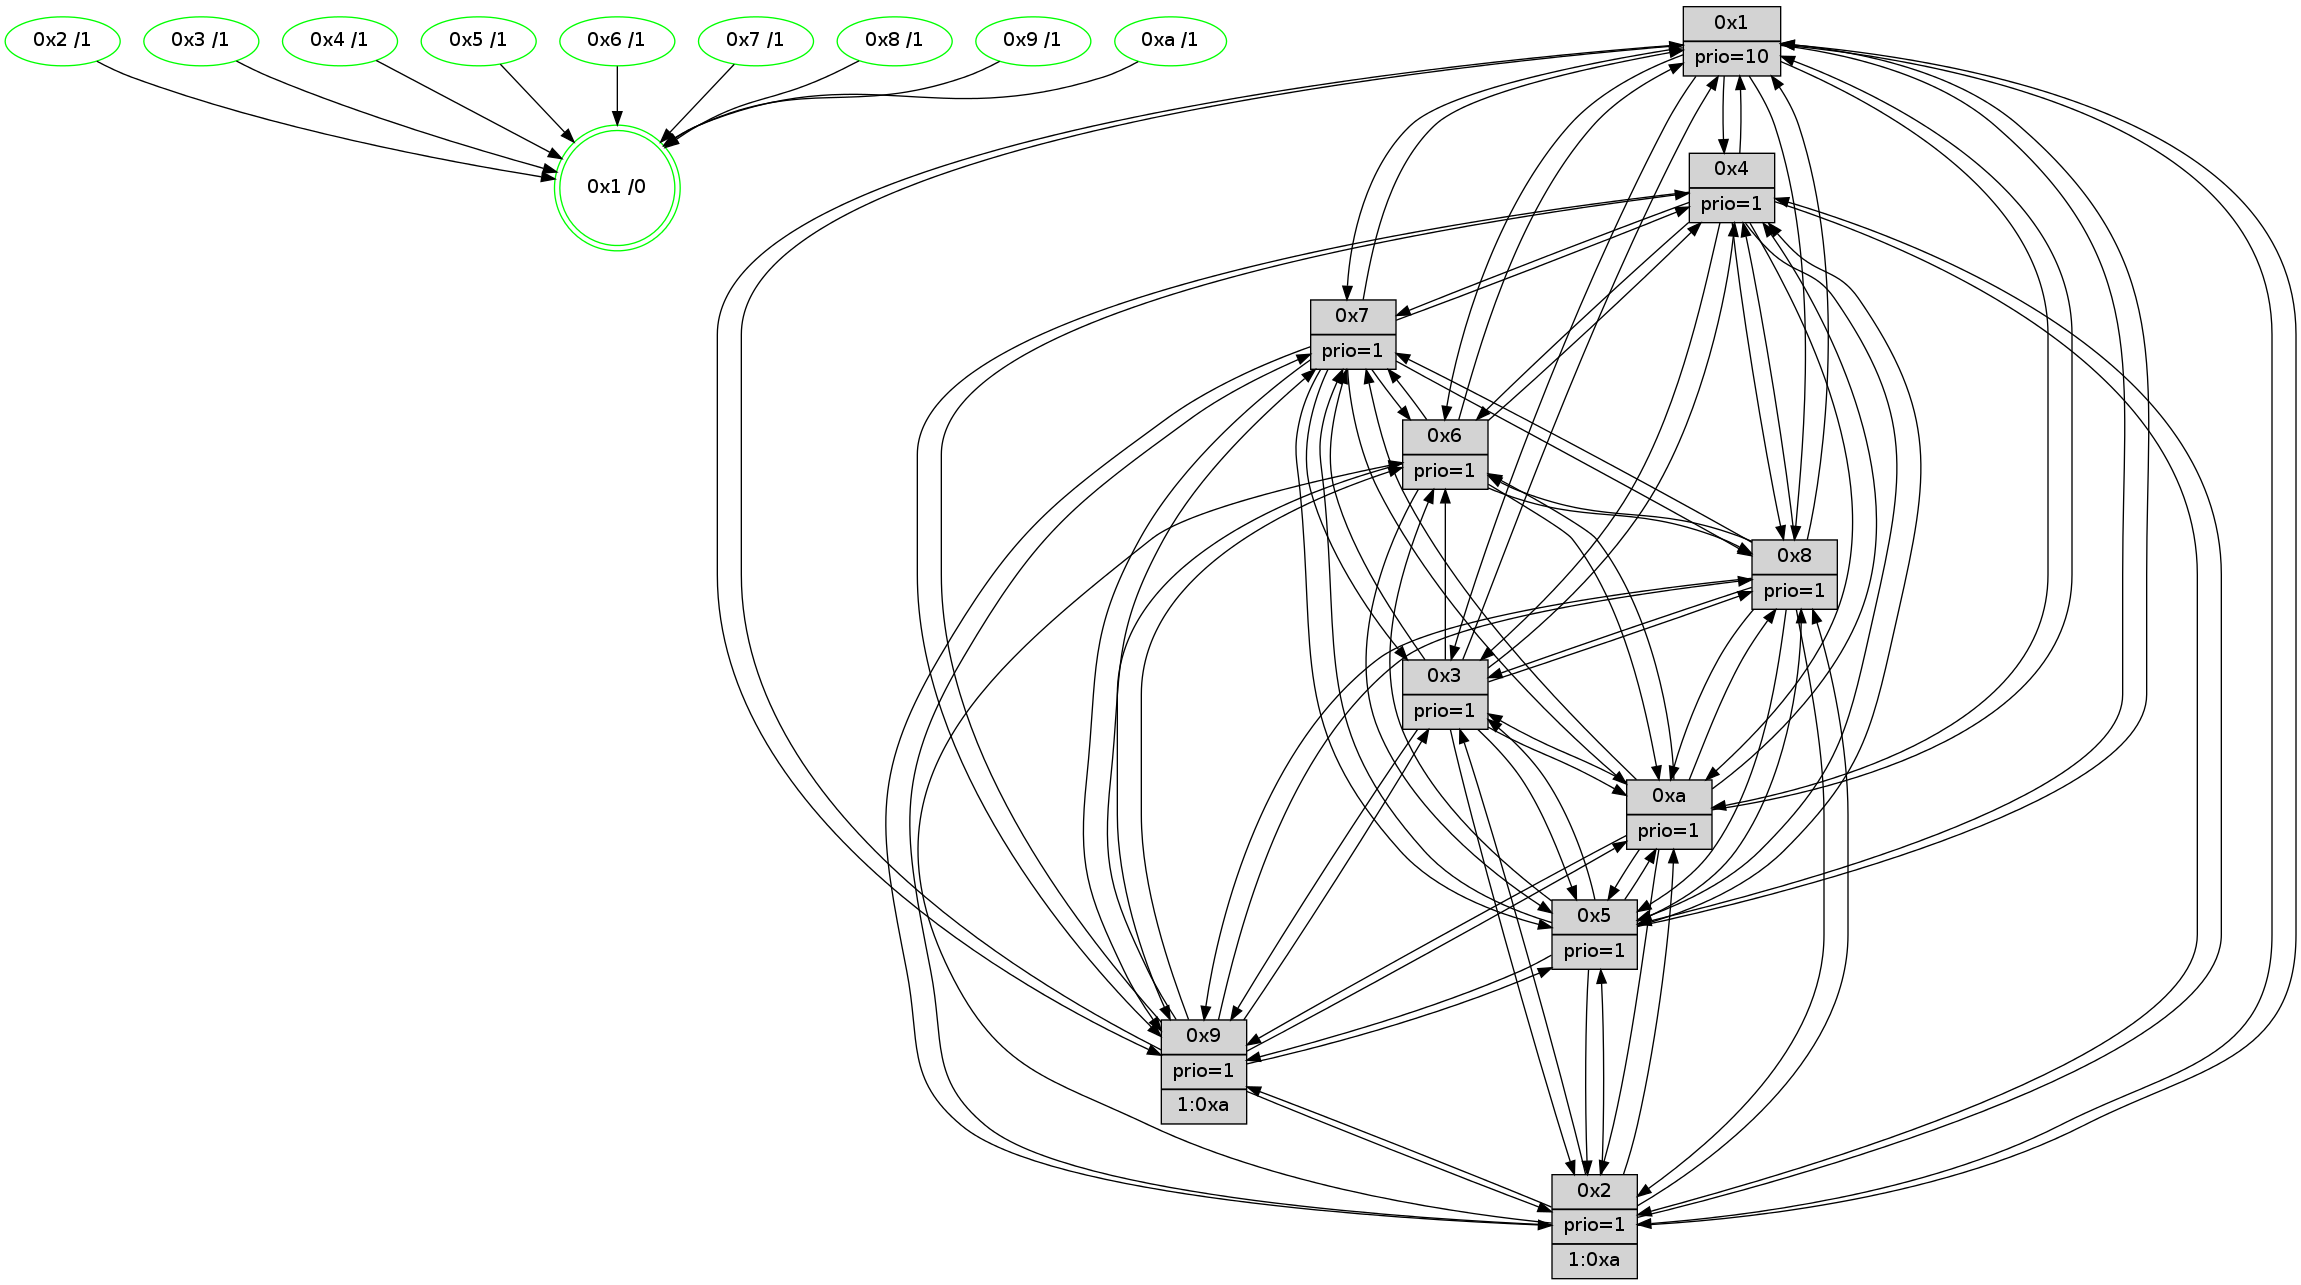 0x2 /1
0x3 /1
0x4 /1
0x5 /1
0x6 /1
0x7 /1
0x8 /1
0x9 /1
0xa /1
0x1 /0
0x1
prio=10
0x4
prio=1
0x7
prio=1
0x6
prio=1
0x8
prio=1
0x3
prio=1
0xa
prio=1
0x5
prio=1
0x9
prio=1
1:0xa
0x2
prio=1
1:0xa